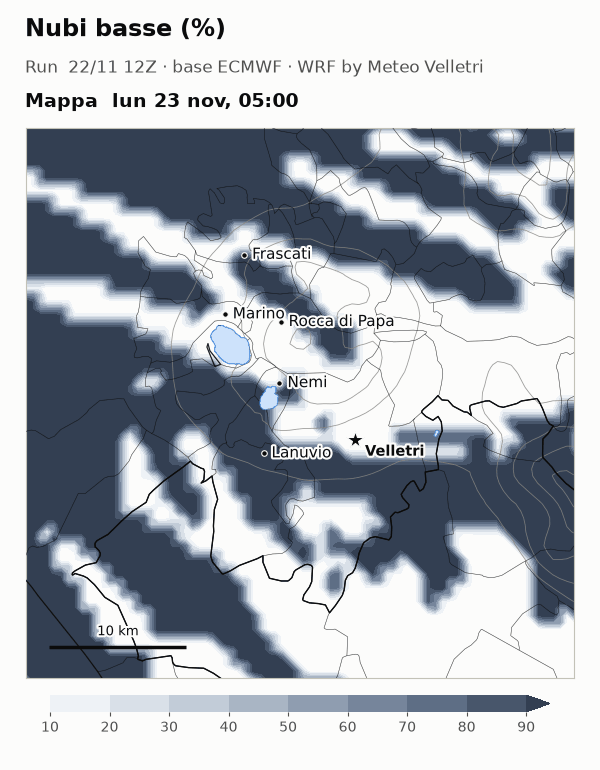 Nubi basse (%)
Run  22/11 12Z · base ECMWF · WRF by Meteo Velletri
Mappa  lun 23 nov, 05:00
Frascati
Marino
Rocca di Papa
Nemi
Velletri
Lanuvio
10 km
10 20 30 40 50 60 70 80 90